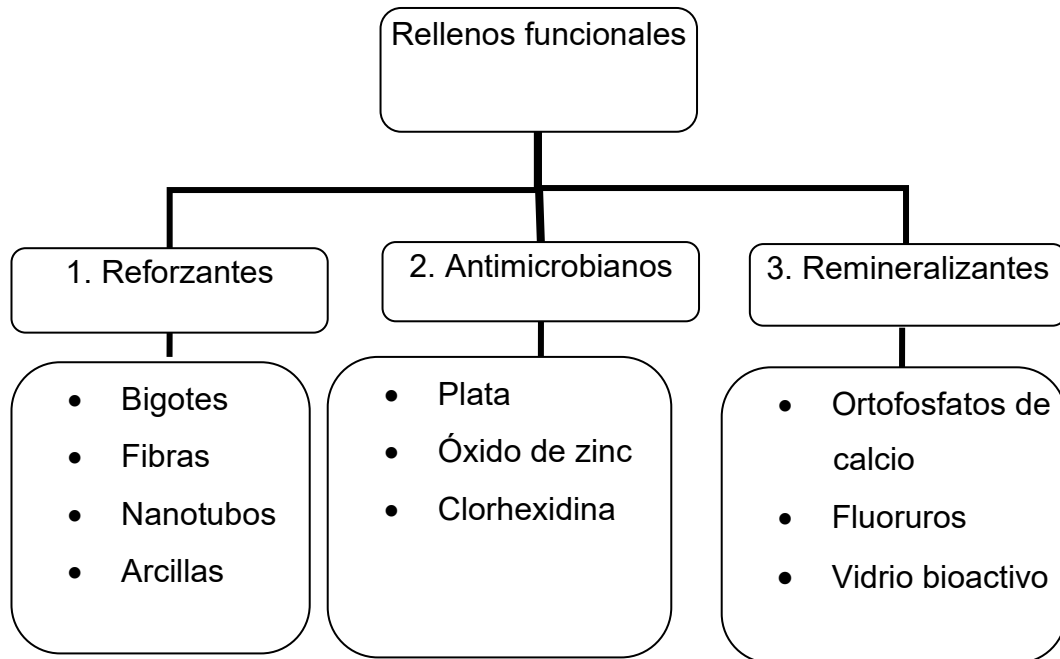 Rellenos funcionales
1. Reforzantes
• Bigotes
• Fibras
• Nanotubos
• Arcillas
2. Antimicrobianos
• Plata
• Óxido de zinc
• Clorhexidina
3. Remineralizantes
• Ortofosfatos de
calcio
• Fluoruros
• Vidrio bioactivo